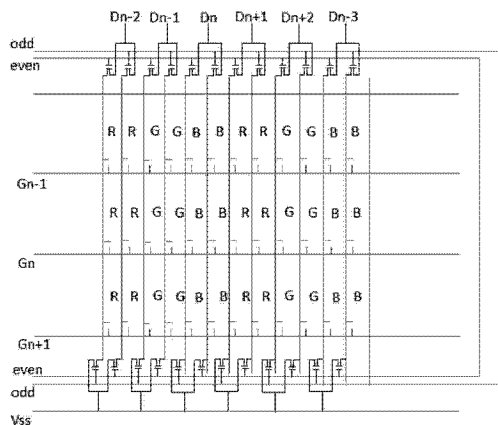 Dn-2 Dn-1 Dn Dn+1 Dn+2 Dn-3
odd
even
R R G G B B R R G G B B
Gn-1
R R G G B B R R G G B B
Gn
R R G G B B R R G G B B
Gn+1
even
odd
Vss